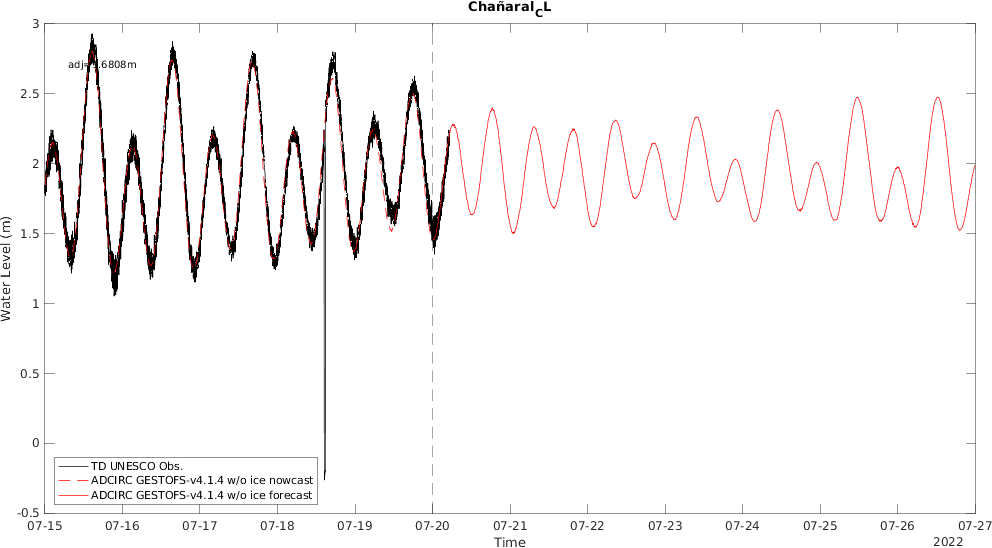 Chañaral_CL
3
2.5
2
1.5
1
0.5
0
-0.5
Water Level (m)
TD UNESCO Obs.
ADCIRC GESTOFS-v4.1.4 w/o ice nowcast
ADCIRC GESTOFS-v4.1.4 w/o ice forecast
07-15 07-16 07-17 07-18 07-19 07-20 07-21 07-22 07-23 07-24 07-25 07-26 07-27
Time
2022